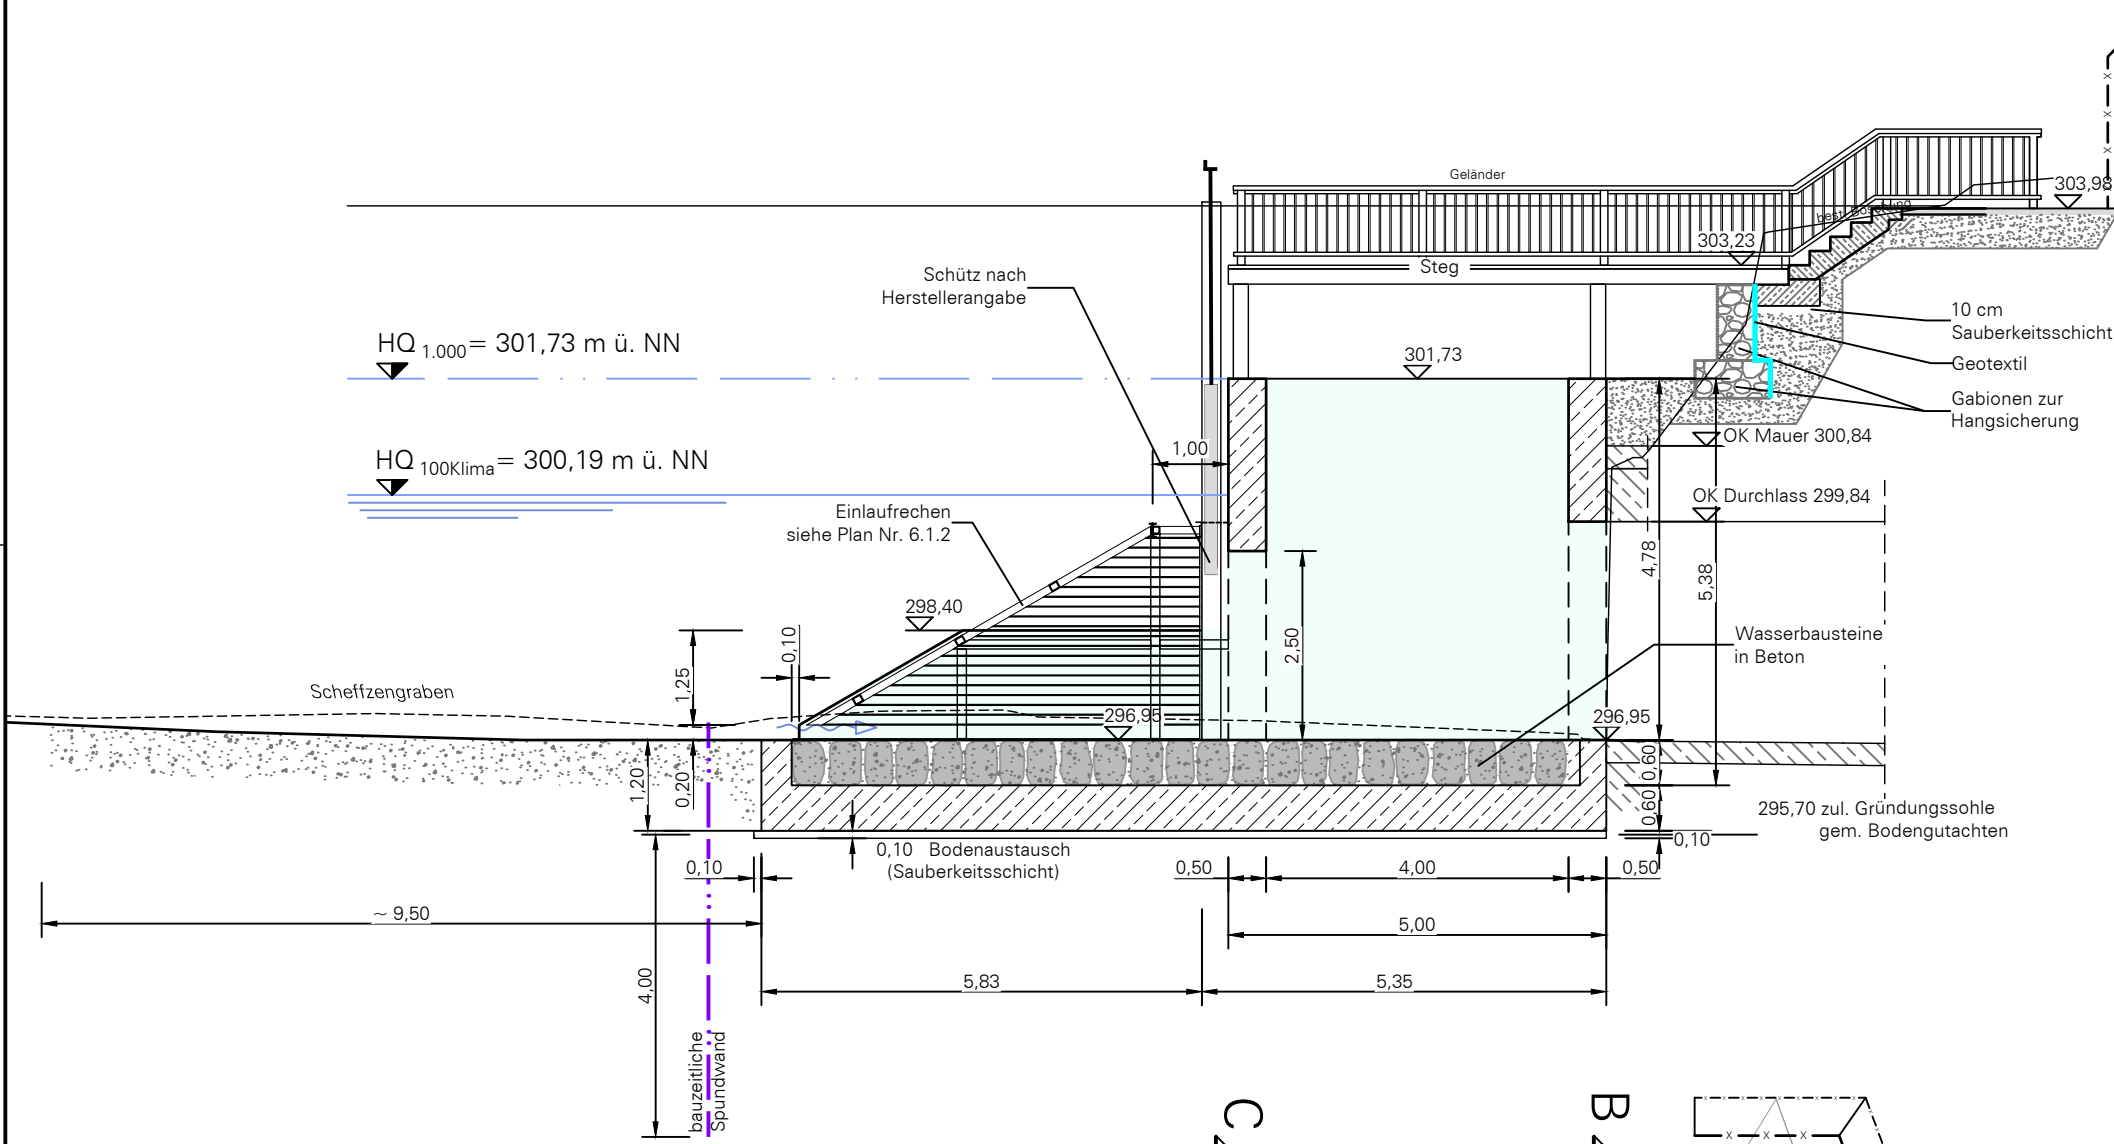 Geländer
303,98
best. Böschung
303,23
Steg
Schütz nach
Herstellerangabe
10 cm
Sauberkeitsschicht
HQ 1.000 = 301,73 m ü. NN
301,73
Geotextil
Gabionen zur
Hangsicherung
OK Mauer 300,84
1,00
HQ 100Klima = 300,19 m ü. NN
OK Durchlass 299,84
Einlaufrechen
siehe Plan Nr. 6.1.2
4,78
5,38
298,40
0,10
2,50
Wasserbausteine
in Beton
1,25
Scheffzengraben
296,95
296,95
1,20
0,20
0,60
0,60
295,70 zul. Gründungssohle
gem. Bodengutachten
0,10
0,10 Bodenaustausch
(Sauberkeitsschicht)
0,10
0,50
4,00
0,50
~ 9,50
5,00
5,83
5,35
4,00
bauzeitliche
Spundwand
C
B